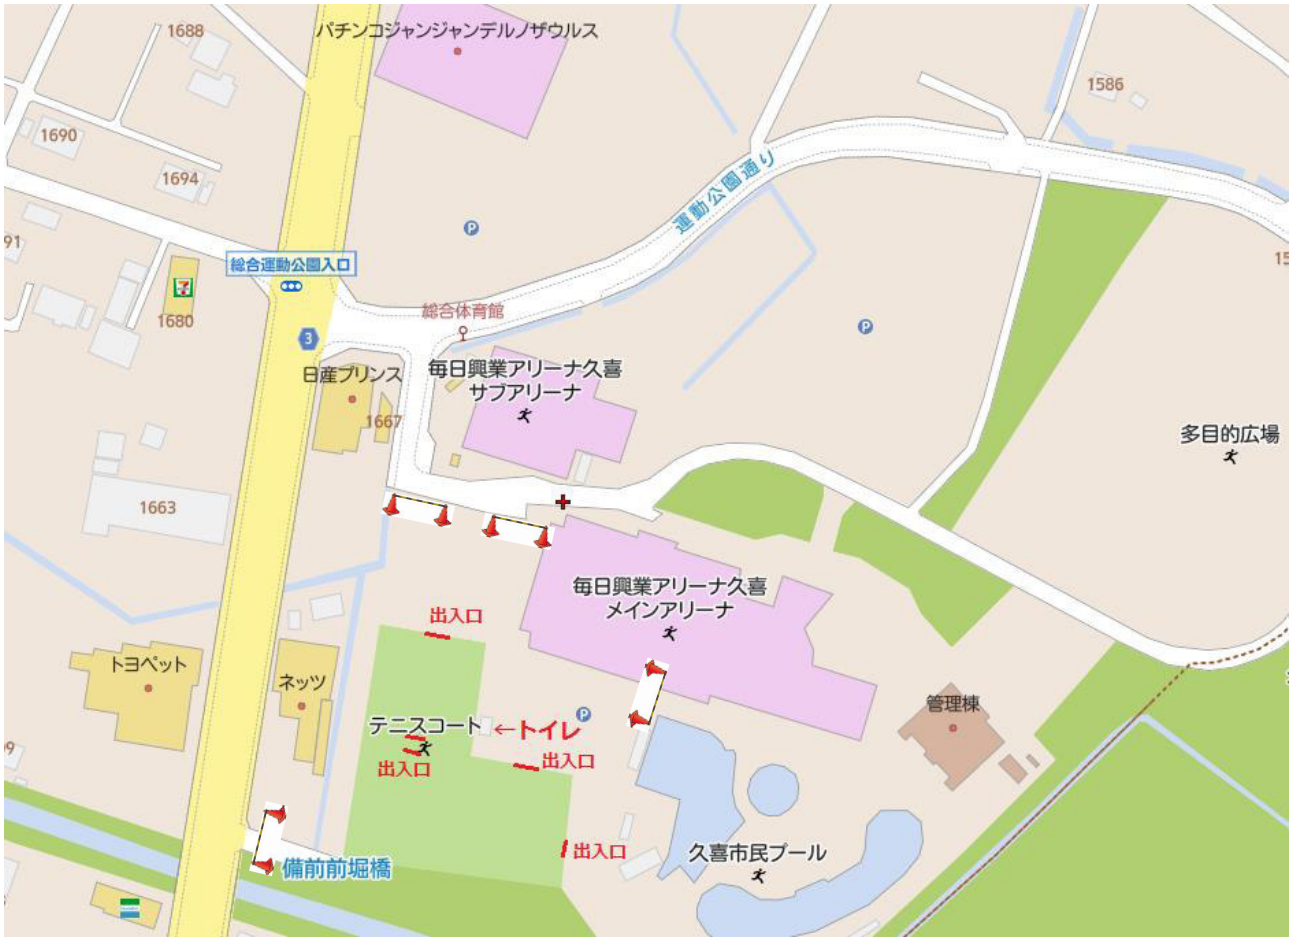 1688
パチンコジャンジャンデルノザウルス
1586
1690
1694
運動公園通り
91
P
総合運動公園入口
15
7
1680
総合体育館
P
3
毎日興業アリーナ久喜
サブアリーナ
日産プリンス
1667
多目的広場
1663
毎日興業アリーナ久喜
メインアリーナ
出入口
トヨペット
ネッツ
管理棟
P
テニスコート
←トイレ
9
出入口
出入口
出入口
久喜市民プール
備前前堀橋